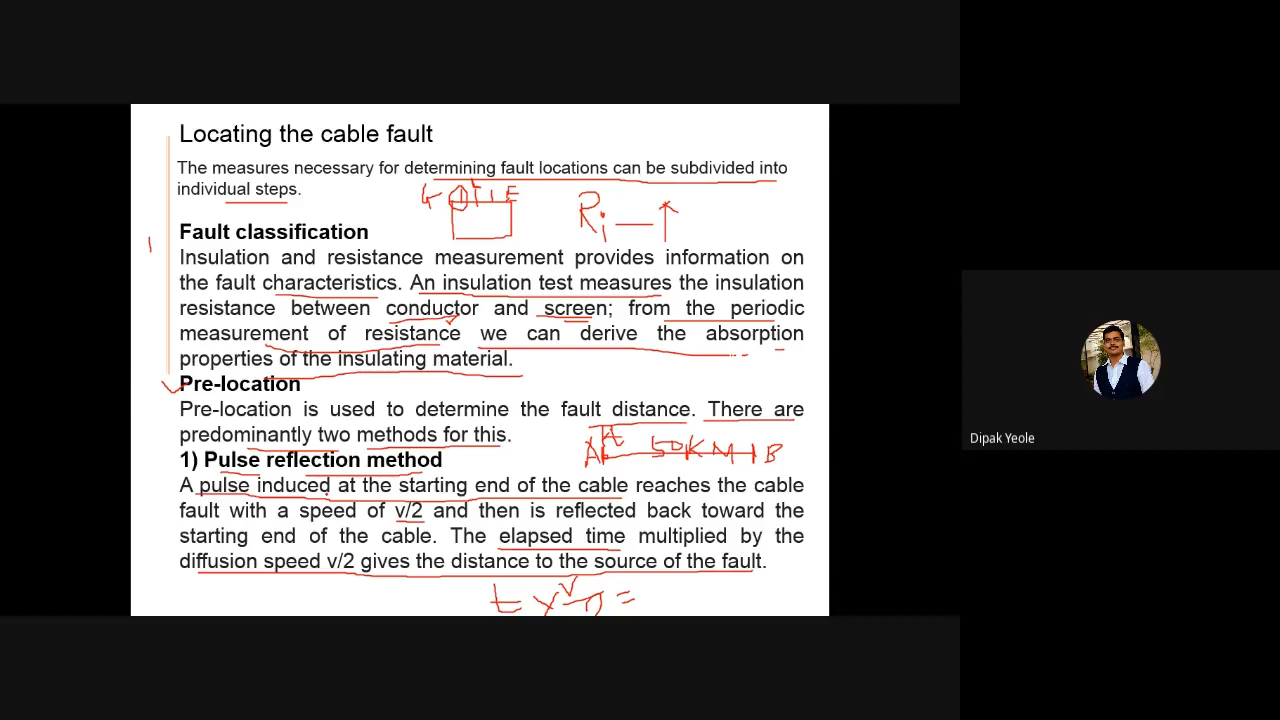 Locating the cable fault
The measures necessary for determining fault locations can be subdivided into
individual steps.
Fault classification
Insulation and resistance measurement provides information on
the fault characteristics. An insulation test measures the insulation
resistance between conductor and screen; from the periodic
measurement of resistance we can derive the absorption
properties of the insulating material.
Pre-location
Pre-location is used to determine the fault distance. There are
predominantly two methods for this.
A 50KM B
1) Pulse reflection method
A pulse induced at the starting end of the cable reaches the cable
fault with a speed of v/2 and then is reflected back toward the
starting end of the cable. The elapsed time multiplied by the
diffusion speed v/2 gives the distance to the source of the fault.
Dipak Yeole